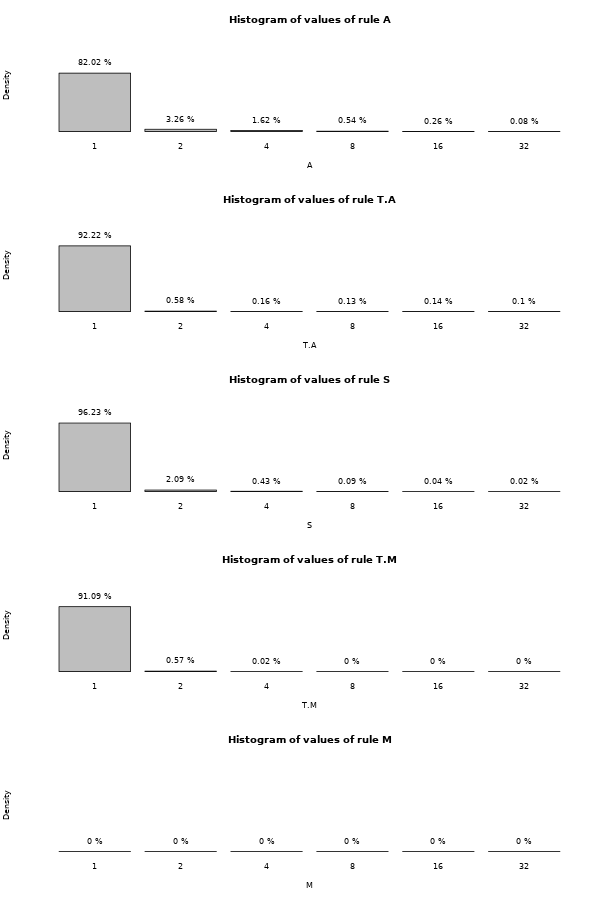 Histogram of values of rule A
Density
82.02 % 3.26 % 1.62 % 0.54 % 0.26 % 0.08 %
1 2 4 8 16 32
A
Histogram of values of rule T.A
Density
92.22 % 0.58 % 0.16 % 0.13 % 0.14 % 0.1 %
1 2 4 8 16 32
T.A
Histogram of values of rule S
Density
96.23 % 2.09 % 0.43 % 0.09 % 0.04 % 0.02 %
1 2 4 8 16 32
S
Histogram of values of rule T.M
Density
91.09 % 0.57 % 0.02 % 0 % 0 % 0 %
1 2 4 8 16 32
T.M
Histogram of values of rule M
Density
0 % 0 % 0 % 0 % 0 % 0 %
1 2 4 8 16 32
M